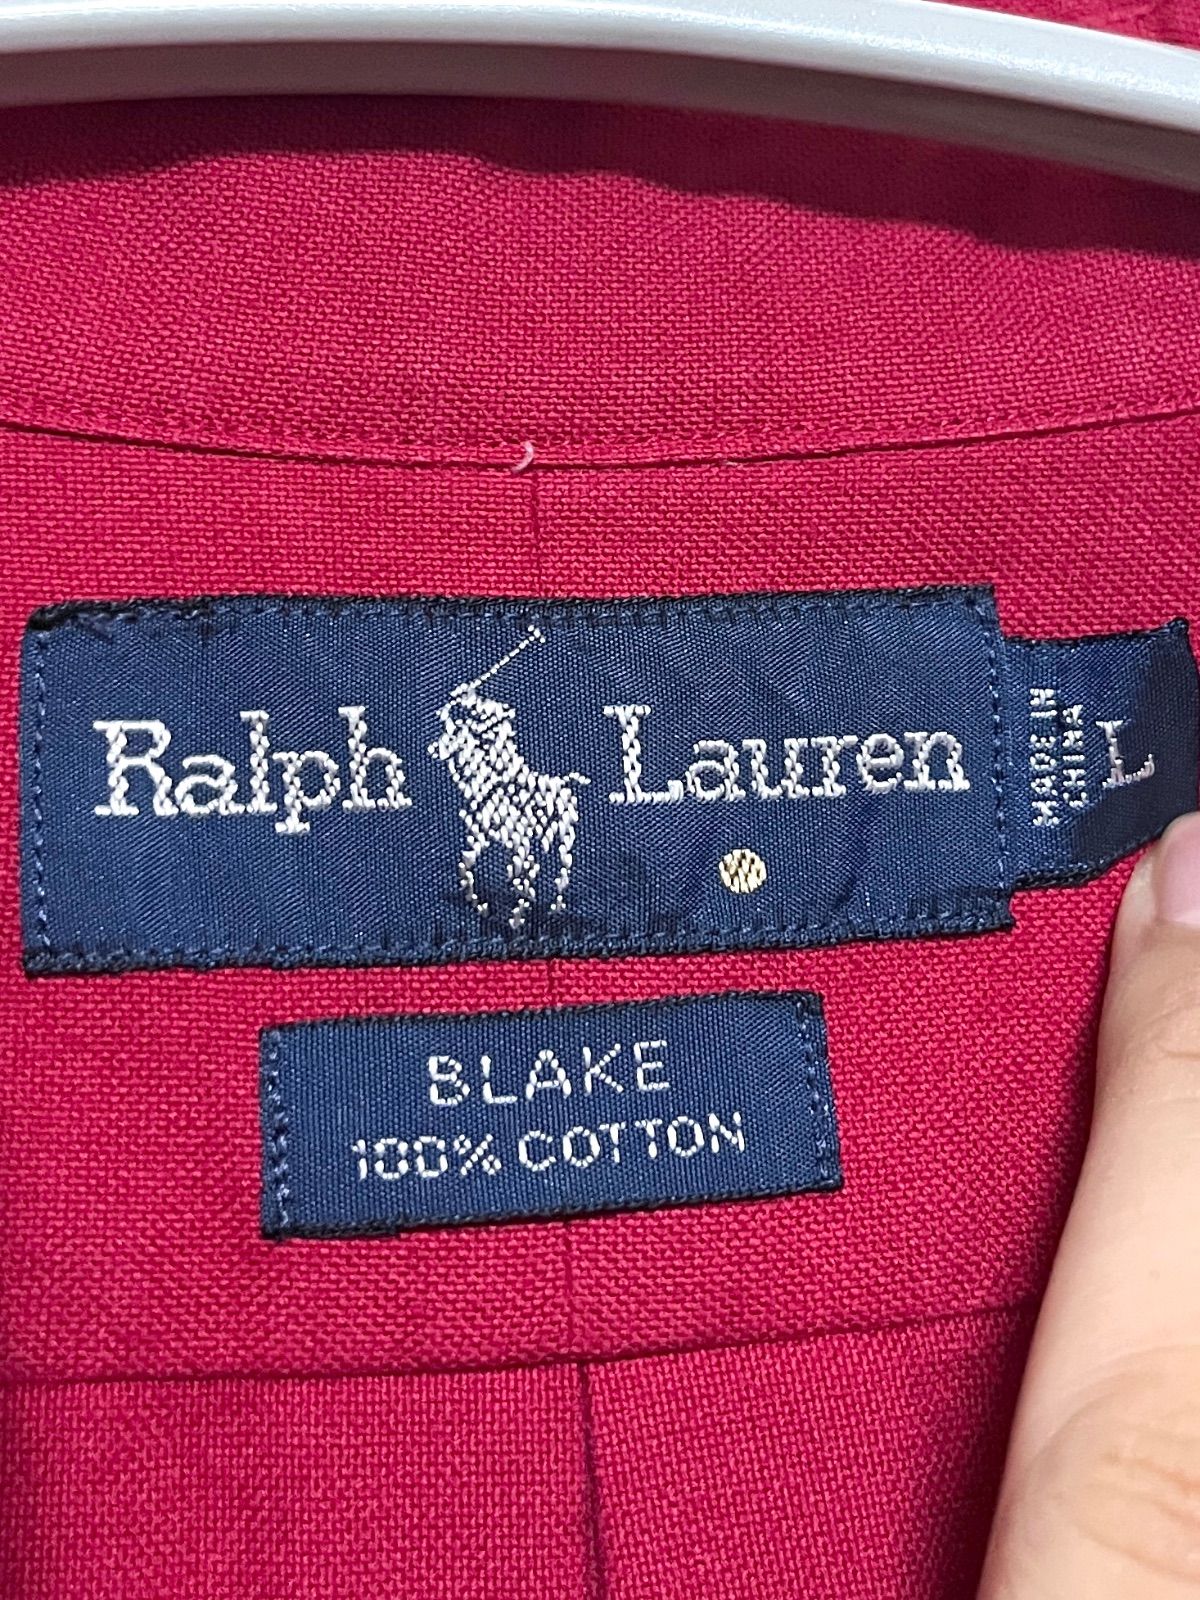 Ralph Lauren
MADE IN
CHINA
L
BLAKE
100% COTTON